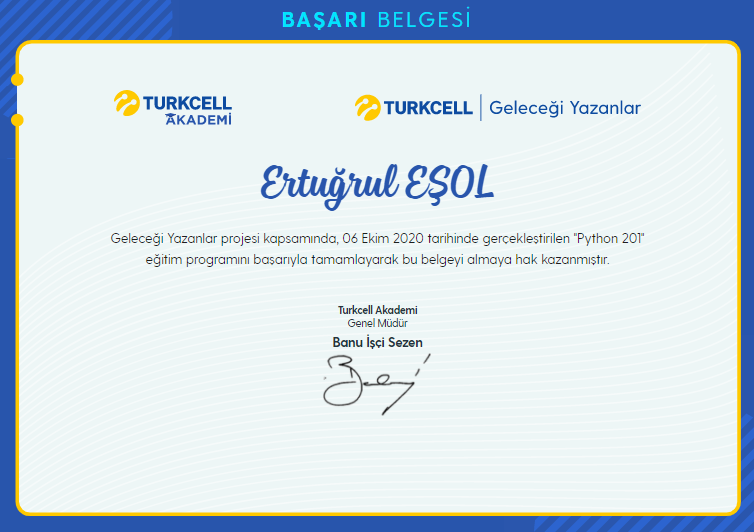 BAŞARI BELGESİ
TURKCELL
AKADEMİ
TURKCELL | Geleceği Yazanlar
Ertuğrul EŞOL
Geleceği Yazanlar projesi kapsamında, 06 Ekim 2020 tarihinde gerçekleştirilen "Python 201"
eğitim programını başarıyla tamamlayarak bu belgeyi almaya hak kazanmıştır.
Turkcell Akademi
Genel Müdür
Banu İşçi Sezen